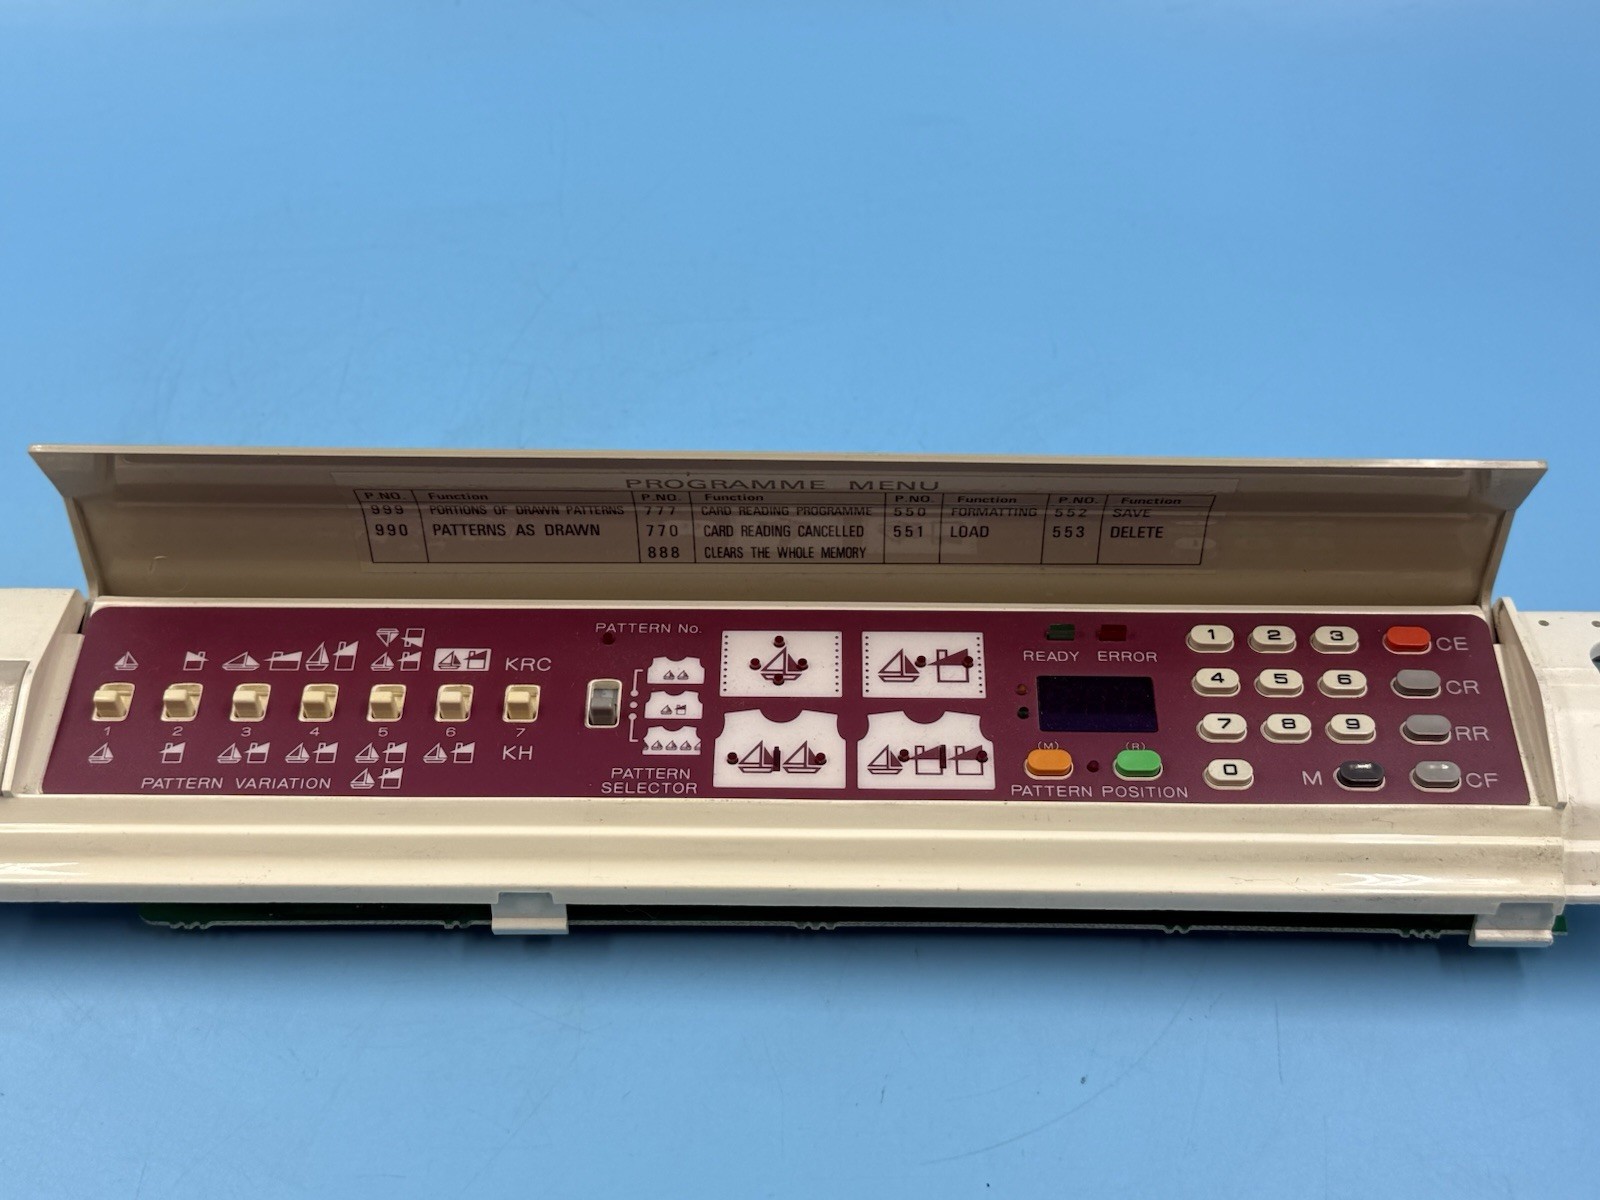 PROGRAMME MENU
P.NO. Function P.NO. Function P.NO. Function P.NO. Function
999 PORTIONS OF DRAWN PATTERNS 777 CARD READING PROGRAMME 550 FORMATTING 552 SAVE
990 PATTERNS AS DRAWN 770 CARD READING CANCELLED 551 LOAD 553 DELETE
888 CLEARS THE WHOLE MEMORY
KRC
1 2 3 4 5 6 7
KH
PATTERN VARIATION
PATTERN No.
PATTERN
SELECTOR
READY ERROR
(M) (R)
PATTERN POSITION
1 2 3 CE
4 5 6 CR
7 8 9 RR
0 M CF